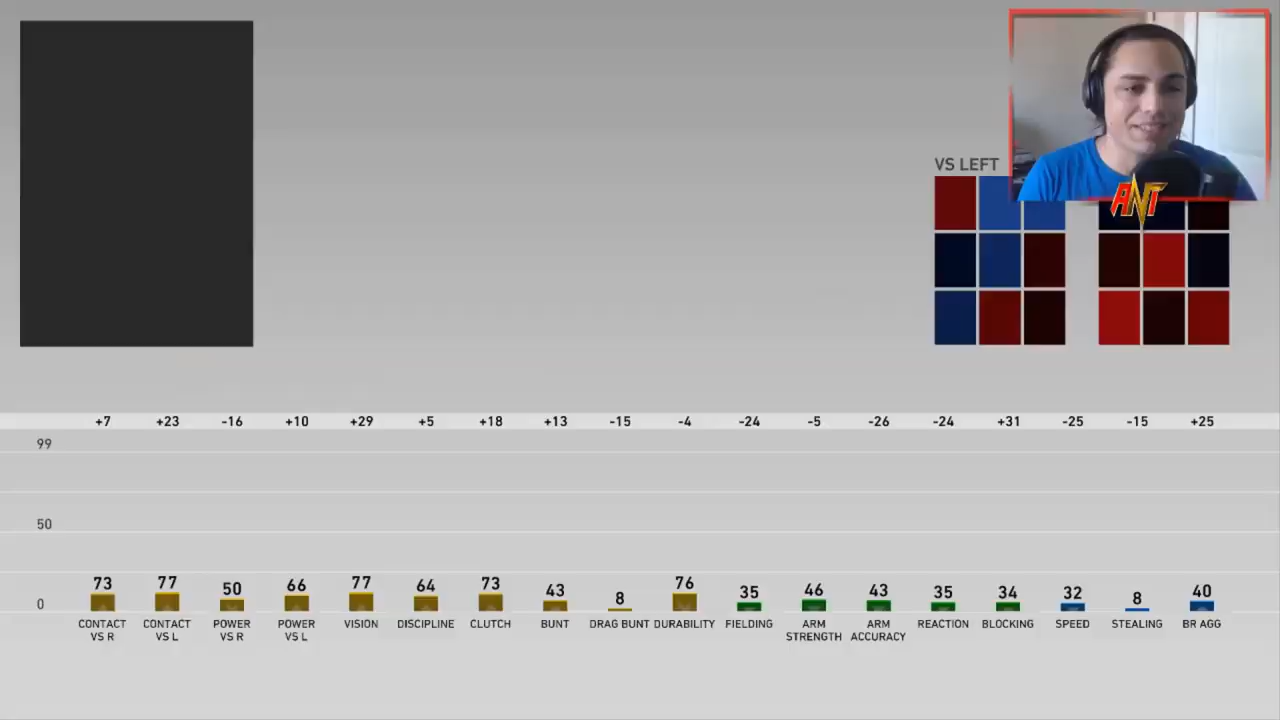 VS LEFT
ANT
+7 +23 -16 +10 +29 +5 +18 +13 -15 -4 -24 -5 -26 -24 +31 -25 -15 +25
99
50
0
73 77 50 66 77 64 73 43 8 76 35 46 43 35 34 32 8 40
CONTACT CONTACT POWER POWER VISION DISCIPLINE CLUTCH BUNT DRAG BUNT DURABILITY FIELDING ARM ARM REACTION BLOCKING SPEED STEALING BR AGG
VS R VS L VS R VS L STRENGTH ACCURACY